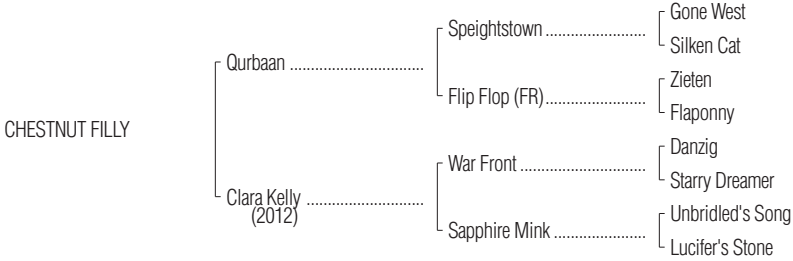 Gone West
Speightstown ........................
Silken Cat
Qurbaan ................................
Zieten
Flip Flop (FR)........................
Flaponny
CHESTNUT FILLY
Danzig
War Front ..............................
Starry Dreamer
Clara Kelly ............................
(2012)
Unbridled's Song
Sapphire Mink ......................
Lucifer's Stone